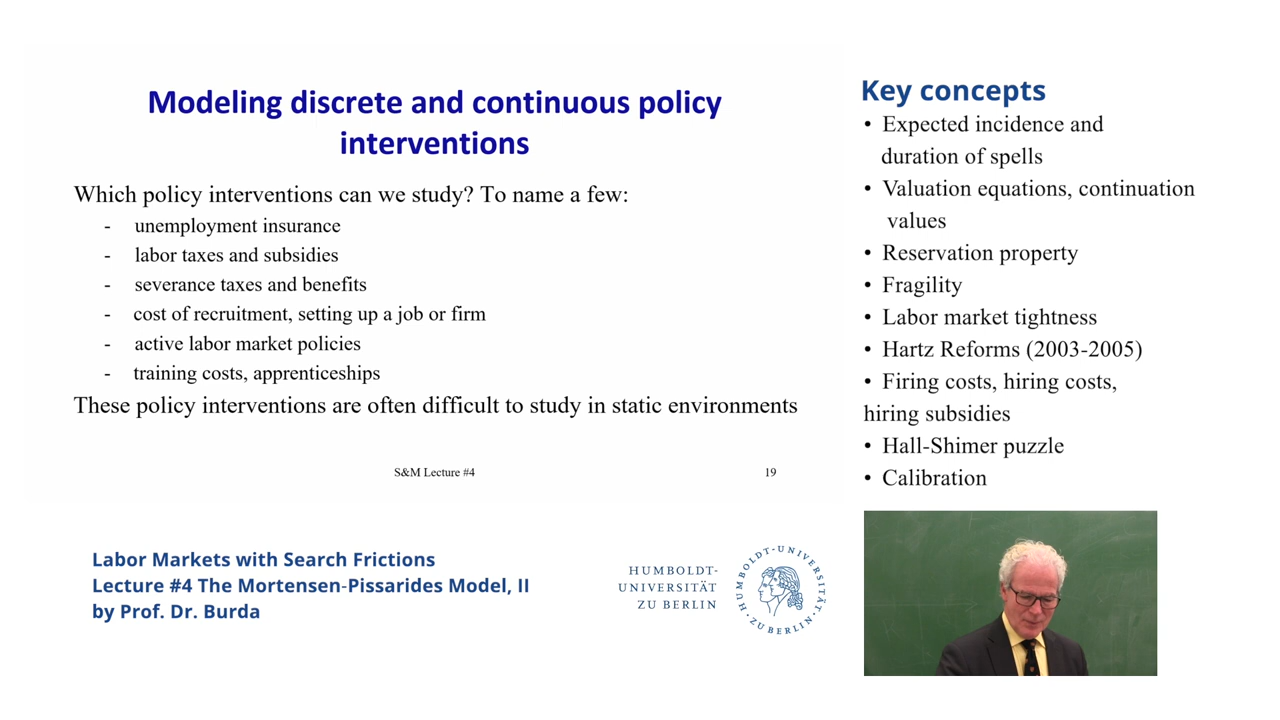 Modeling discrete and continuous policy
interventions
Which policy interventions can we study? To name a few:
- unemployment insurance
- labor taxes and subsidies
- severance taxes and benefits
- cost of recruitment, setting up a job or firm
- active labor market policies
- training costs, apprenticeships
These policy interventions are often difficult to study in static environments
S&M Lecture #4
19
Key concepts
• Expected incidence and
duration of spells
• Valuation equations, continuation
values
• Reservation property
• Fragility
• Labor market tightness
• Hartz Reforms (2003-2005)
• Firing costs, hiring costs,
hiring subsidies
• Hall-Shimer puzzle
• Calibration
Labor Markets with Search Frictions
Lecture #4 The Mortensen-Pissarides Model, II
by Prof. Dr. Burda
HUMBOLDT-
UNIVERSITÄT
ZU BERLIN
HUMBOLDT-UNIVERSITÄT
ZU BERLIN